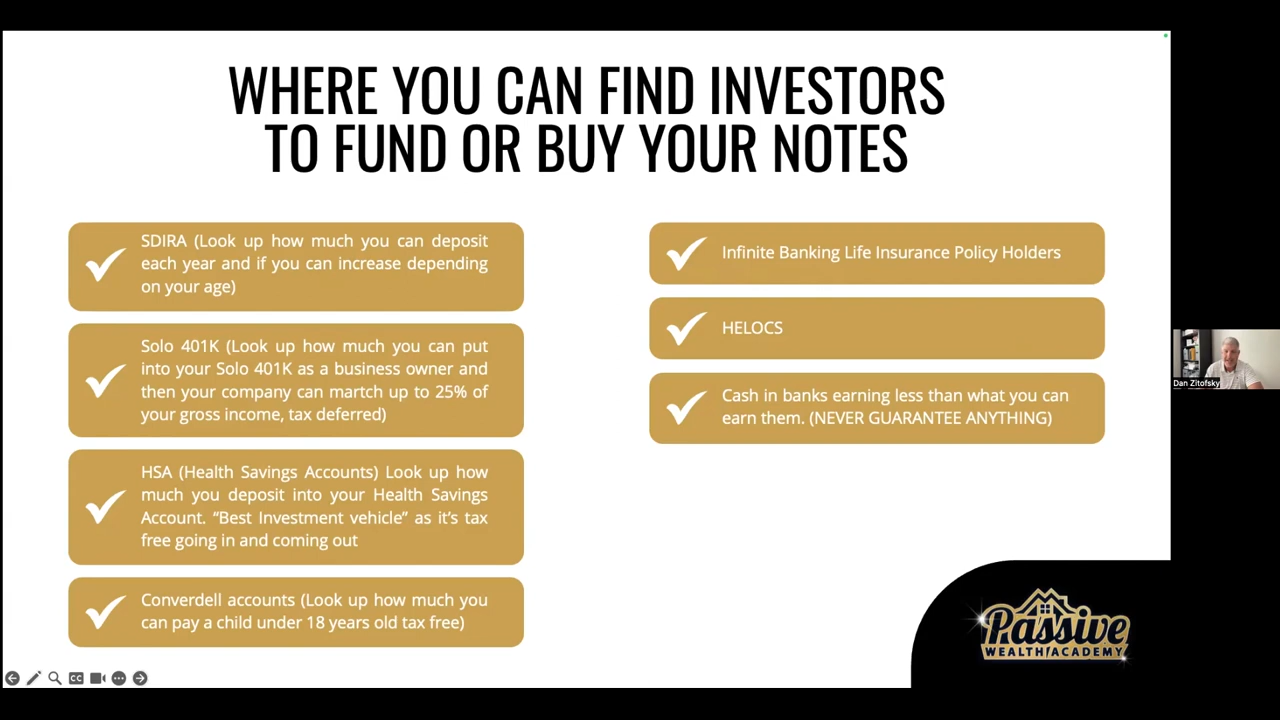 WHERE YOU CAN FIND INVESTORS
TO FUND OR BUY YOUR NOTES
SDIRA (Look up how much you can deposit
each year and if you can increase depending
on your age)
Solo 401K (Look up how much you can put
into your Solo 401K as a business owner and
then your company can martch up to 25% of
your gross income, tax deferred)
HSA (Health Savings Accounts) Look up how
much you deposit into your Health Savings
Account. “Best Investment vehicle” as it’s tax
free going in and coming out
Converdell accounts (Look up how much you
can pay a child under 18 years old tax free)
Infinite Banking Life Insurance Policy Holders
HELOCS
Cash in banks earning less than what you can
earn them. (NEVER GUARANTEE ANYTHING)
Dan Zitofsky
Passive
WEALTH ACADEMY
CC